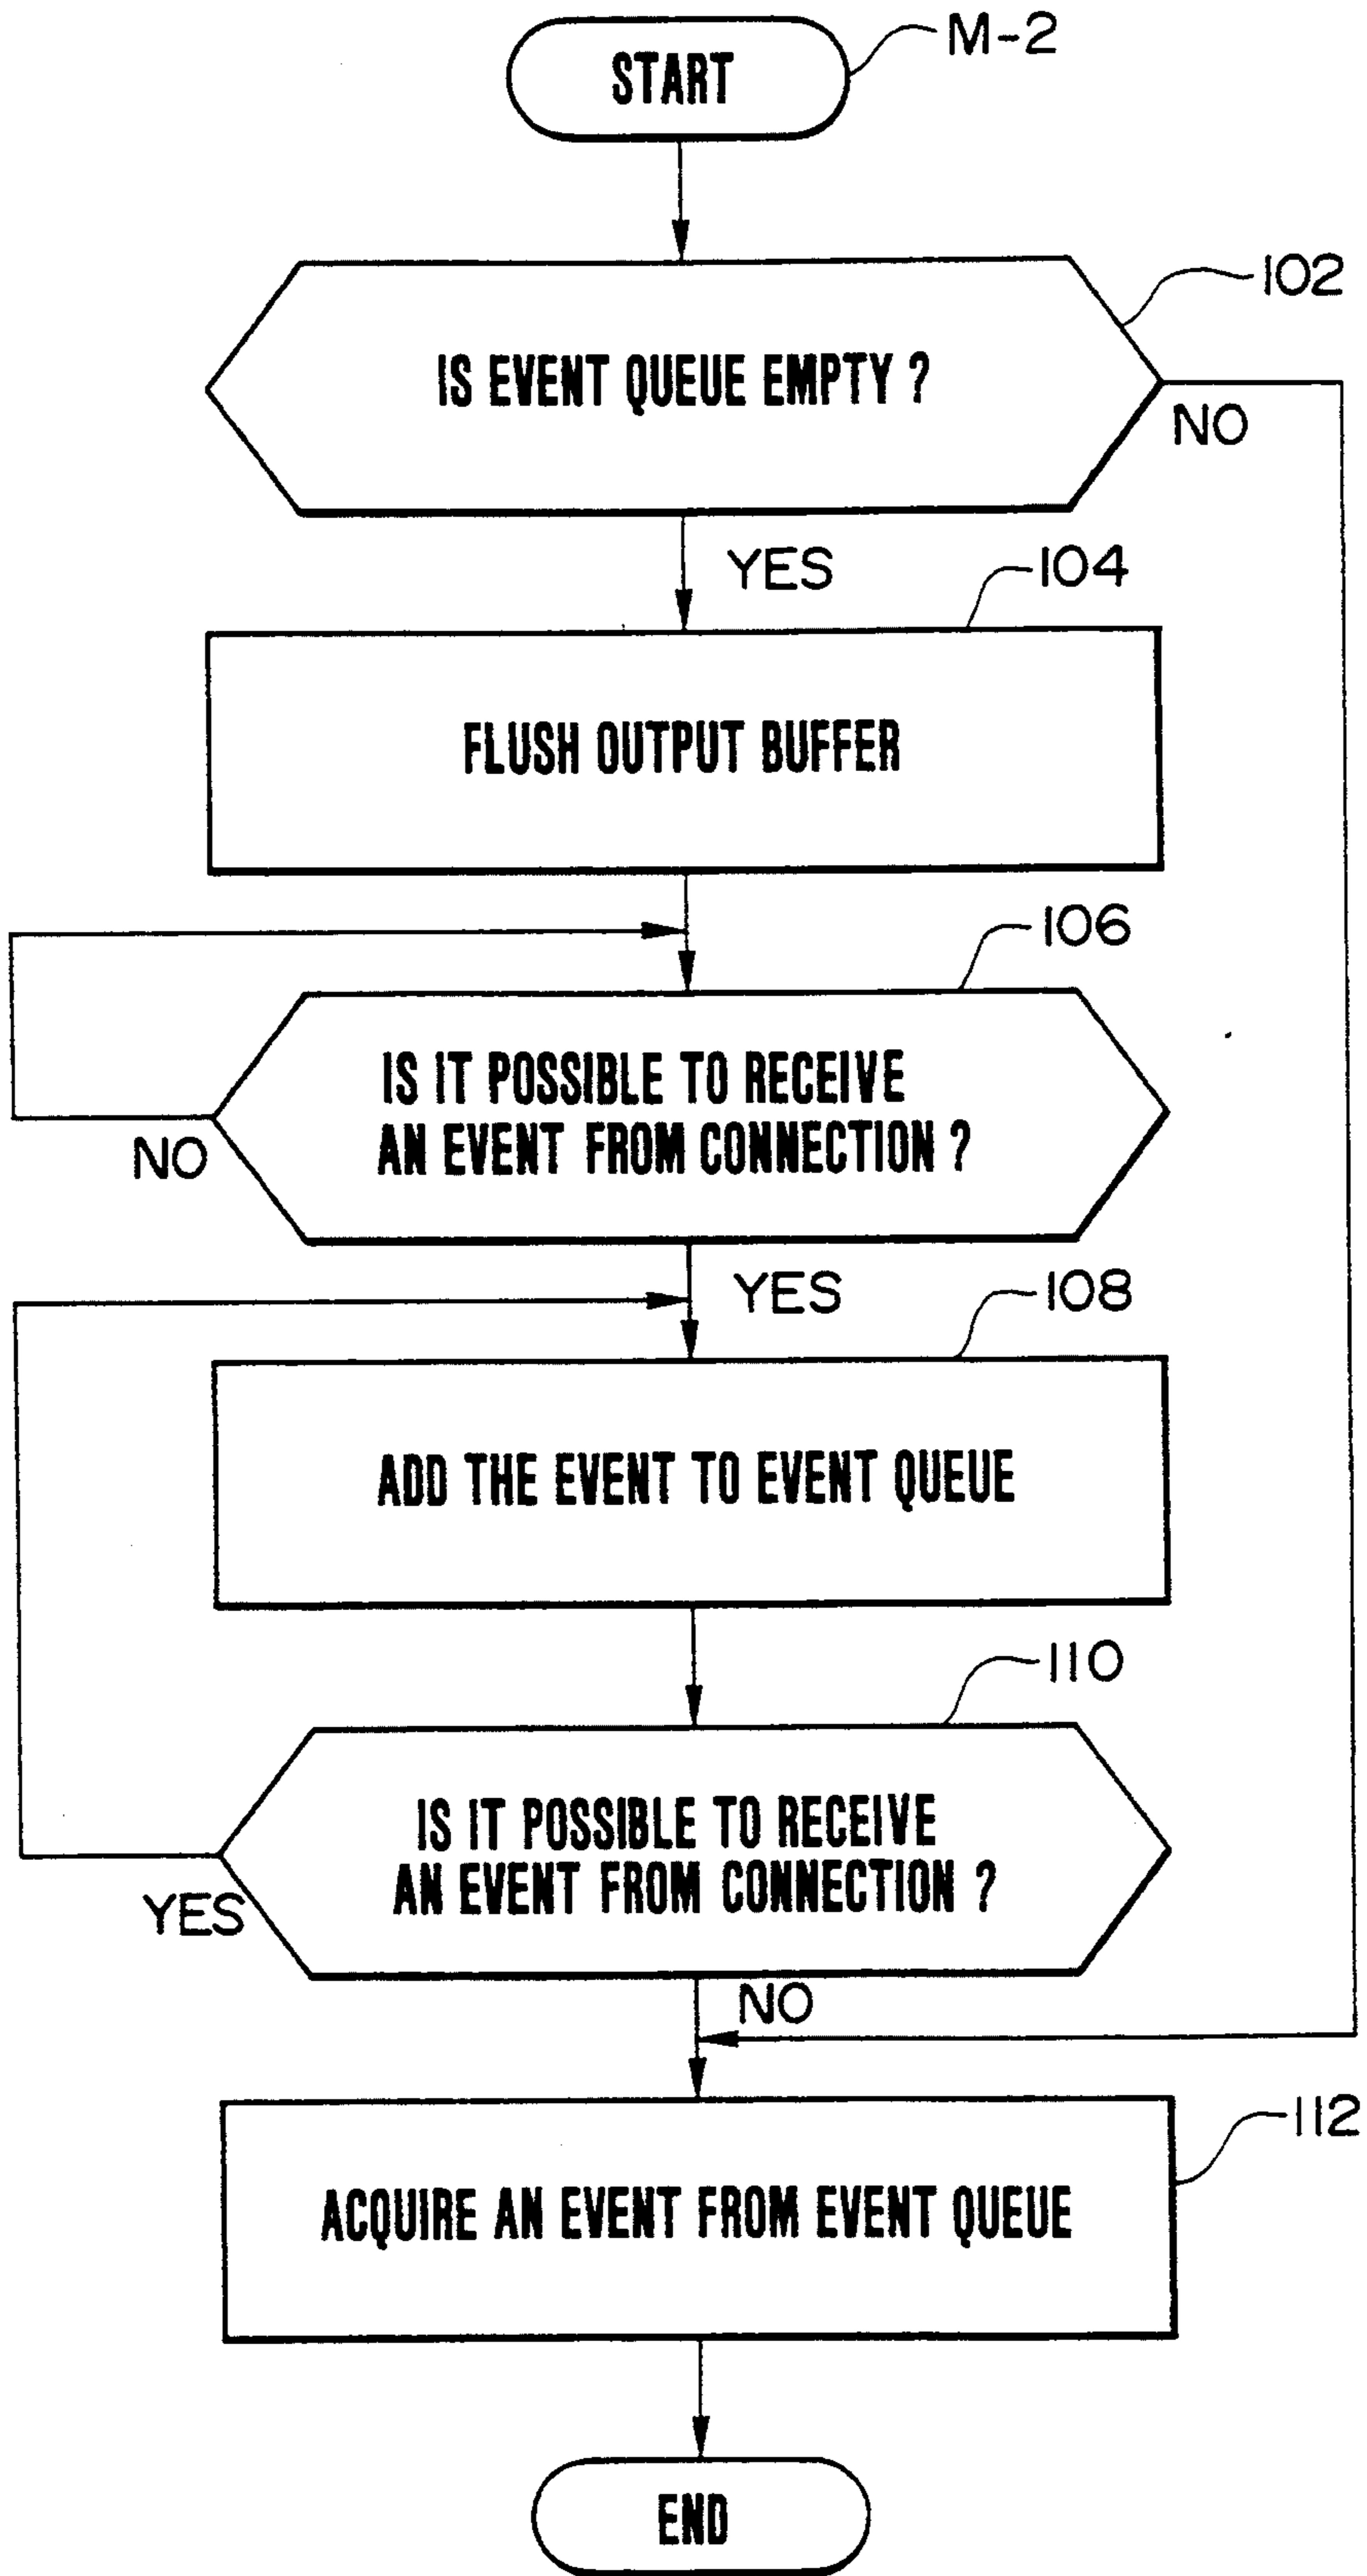 START
M-2
IS EVENT QUEUE EMPTY ?
102
NO
YES
104
FLUSH OUTPUT BUFFER
106
IS IT POSSIBLE TO RECEIVE
AN EVENT FROM CONNECTION ?
NO
YES
108
ADD THE EVENT TO EVENT QUEUE
110
IS IT POSSIBLE TO RECEIVE
AN EVENT FROM CONNECTION ?
YES
NO
112
ACQUIRE AN EVENT FROM EVENT QUEUE
END